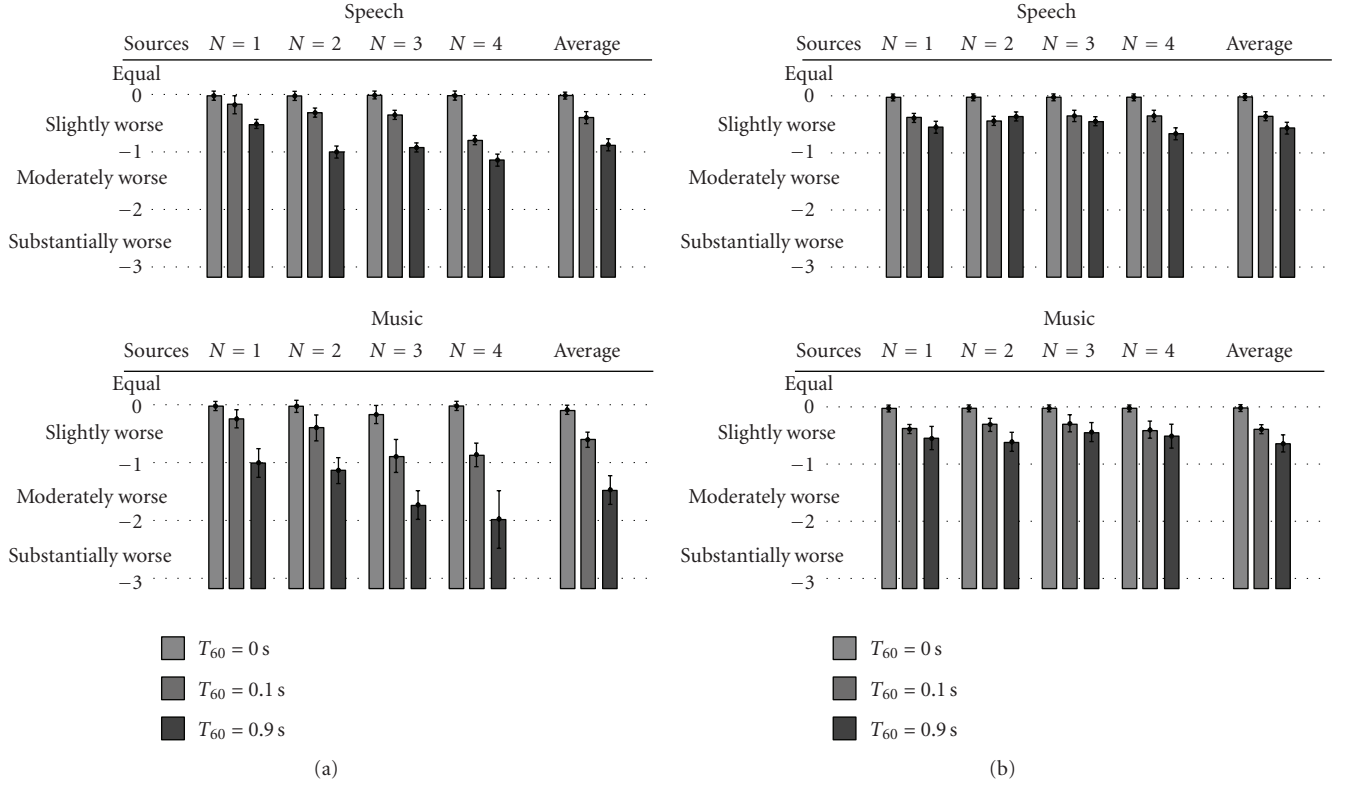 Speech
Sources N = 1 N = 2 N = 3 N = 4 Average
Equal
0
Slightly worse
−1
Moderately worse
−2
Substantially worse
−3
Music
Sources N = 1 N = 2 N = 3 N = 4 Average
Equal
0
Slightly worse
−1
Moderately worse
−2
Substantially worse
−3
T60 = 0 s
T60 = 0.1 s
T60 = 0.9 s
(a)
Speech
Sources N = 1 N = 2 N = 3 N = 4 Average
Equal
0
Slightly worse
−1
Moderately worse
−2
Substantially worse
−3
Music
Sources N = 1 N = 2 N = 3 N = 4 Average
Equal
0
Slightly worse
−1
Moderately worse
−2
Substantially worse
−3
T60 = 0 s
T60 = 0.1 s
T60 = 0.9 s
(b)